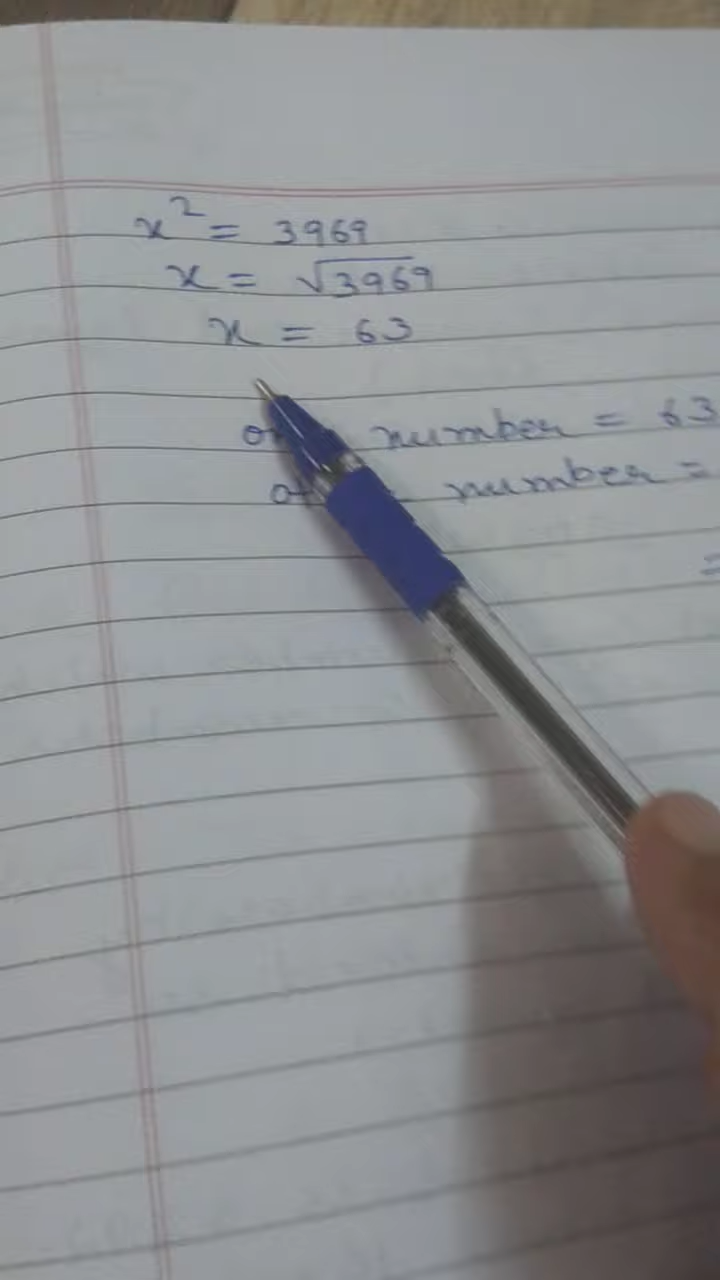 x² = 3969
x = √3969
x = 63
number = 63
number =
=